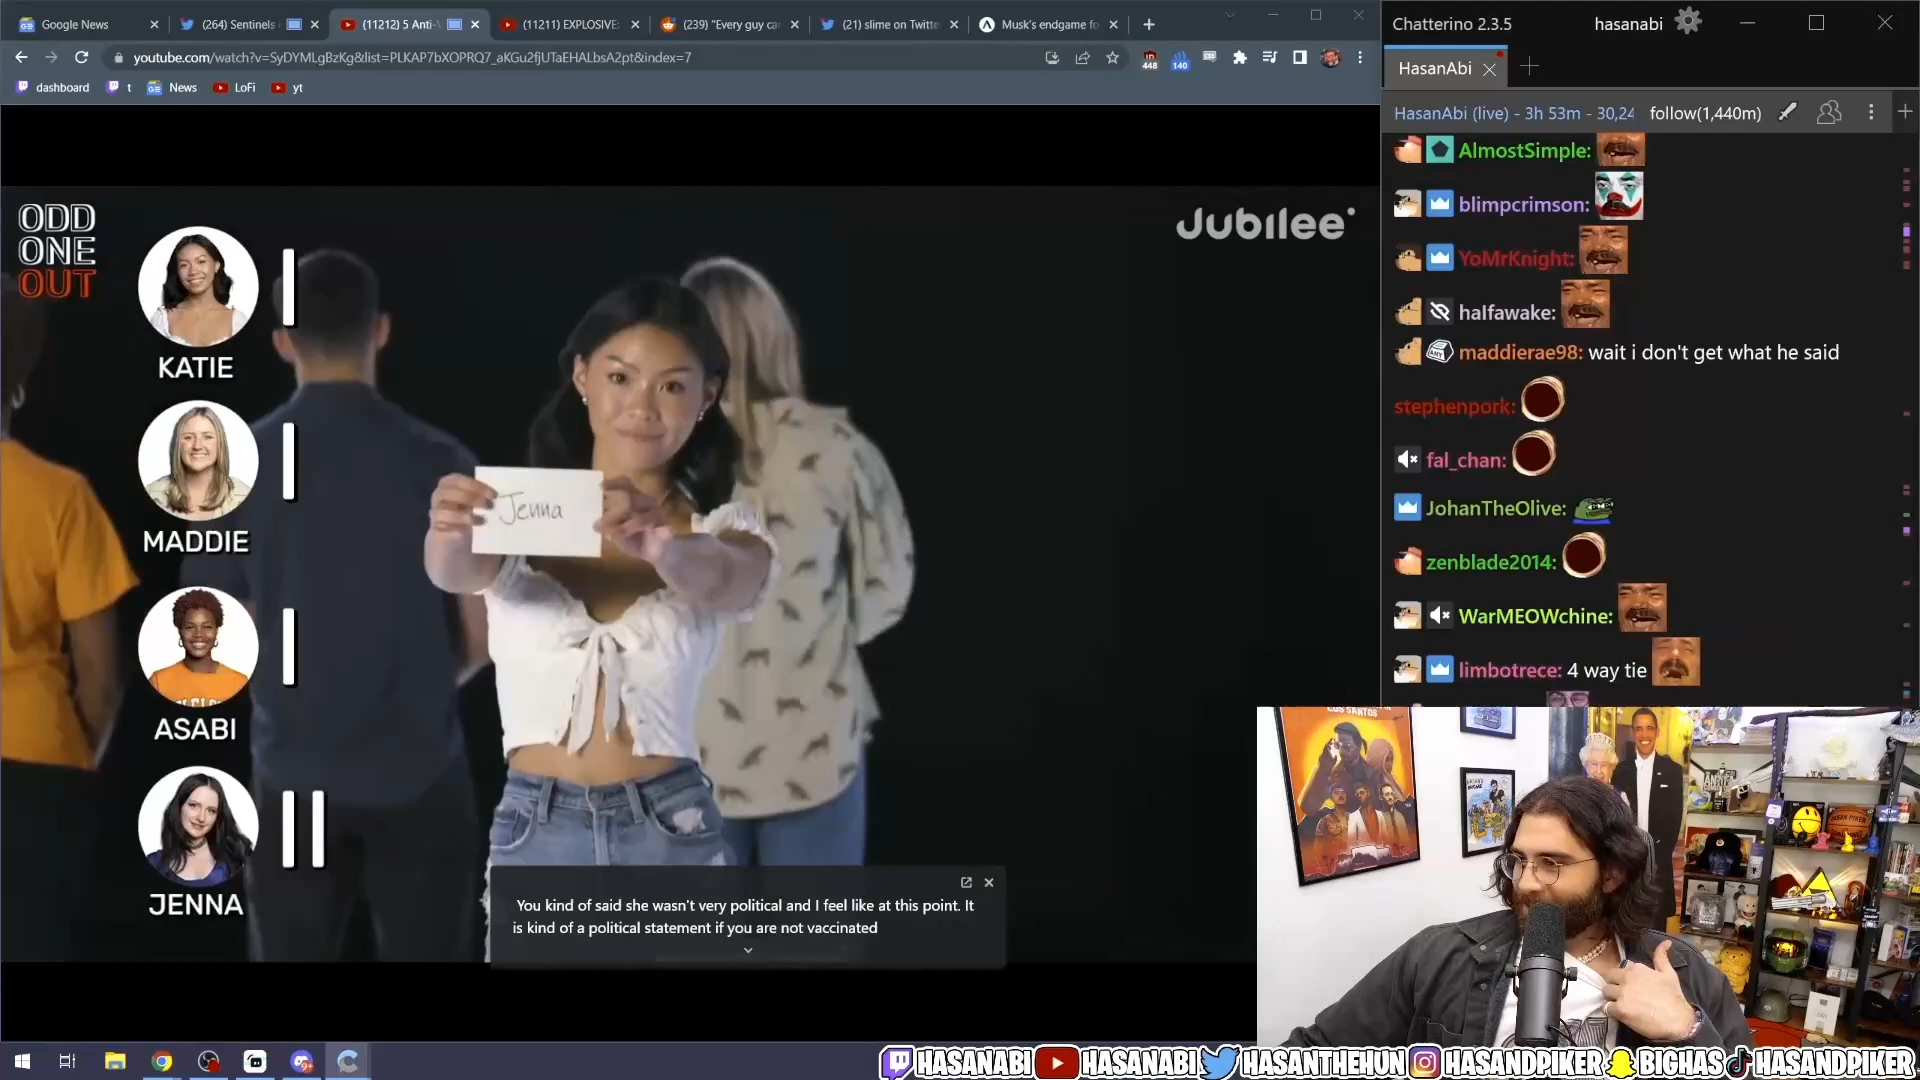 Google News
(264) Sentinels
(11212) 5 Anti-
(11211) EXPLOSIVE:
(239) "Every guy ca
(21) slime on Twitte
Musk's endgame fo
youtube.com/watch?v=SyDYMLgBzKg&list=PLKAP7bXOPRQ7_aKGu2fjUTaEHALbsA2pt&index=7
448
140
dashboard
t
News
LoFi
yt
ODD
ONE
OUT
KATIE
MADDIE
ASABI
JENNA
Jubilee
Jenna
You kind of said she wasn't very political and I feel like at this point. It
is kind of a political statement if you are not vaccinated
Chatterino 2.3.5
hasanabi
HasanAbi
HasanAbi (live) - 3h 53m - 30,24
follow(1,440m)
AlmostSimple:
blimpcrimson:
YoMrKnight:
halfawake:
maddierae98: wait i don't get what he said
stephenpork:
fal_chan:
JohanTheOlive:
zenblade2014:
WarMEOWchine:
limbotrece: 4 way tie
LOS SANTOS
HASANABI HASANABI HASANTHEHUN HASANDPIKER BIGHAS HASANDPIKER